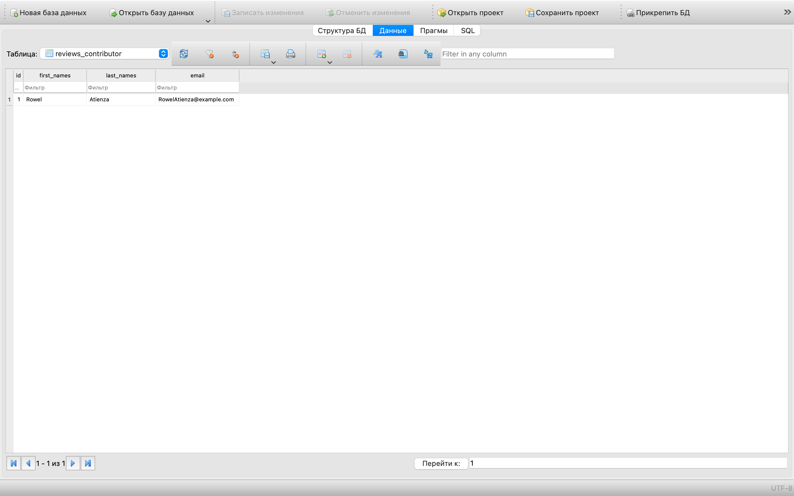 Новая база данных Открыть базу данных Записать изменения Отменить изменения Открыть проект Сохранить проект Прикрепить БД »
Структура БД Данные Прагмы SQL
Таблица: reviews_contributor Filter in any column
id first_names last_names email
... Фильтр Фильтр Фильтр
1 1 Rowel Atienza RowelAtienza@example.com
1 - 1 из 1 Перейти к: 1
UTF-8